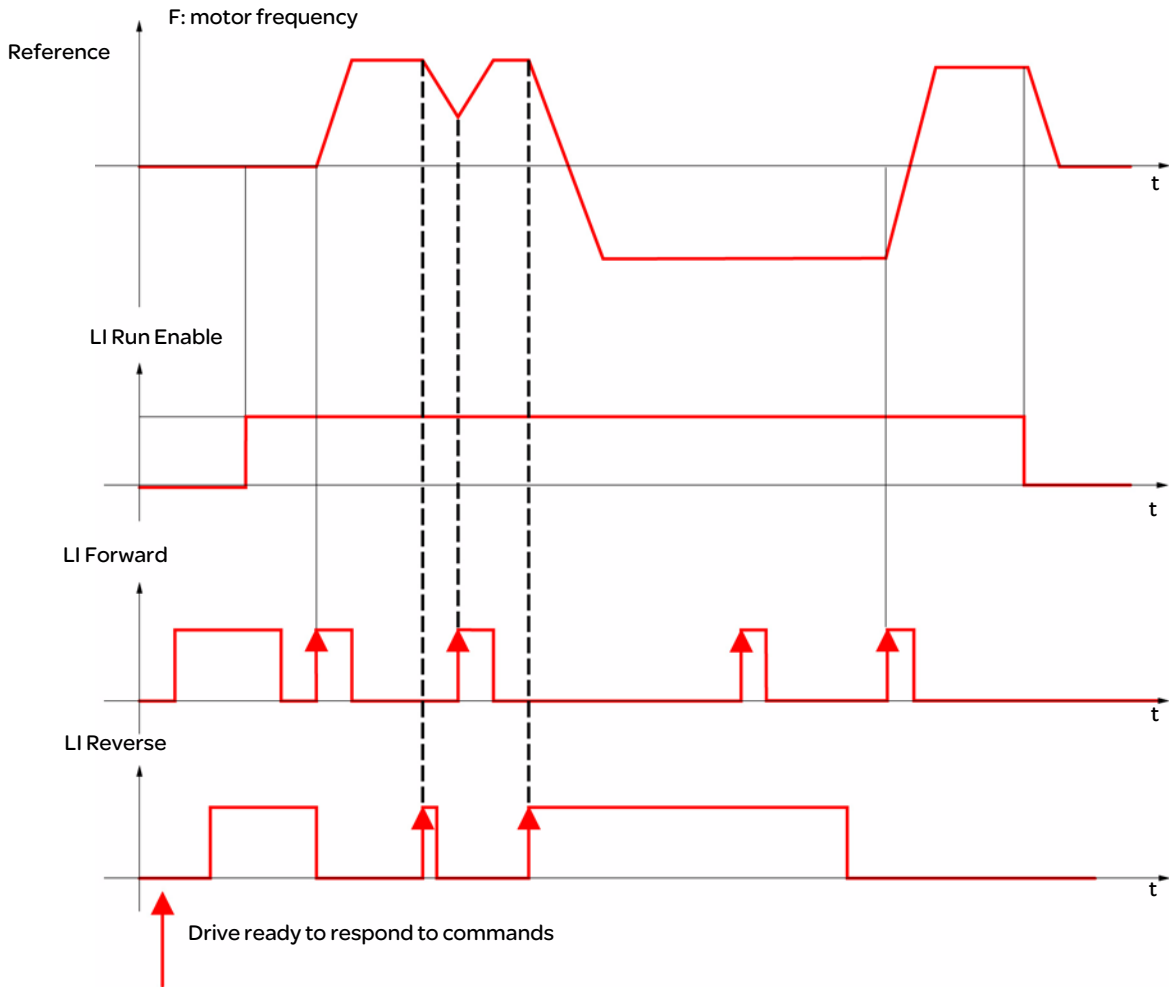 F: motor frequency
Reference
t
LI Run Enable
t
LI Forward
t
LI Reverse
t
Drive ready to respond to commands